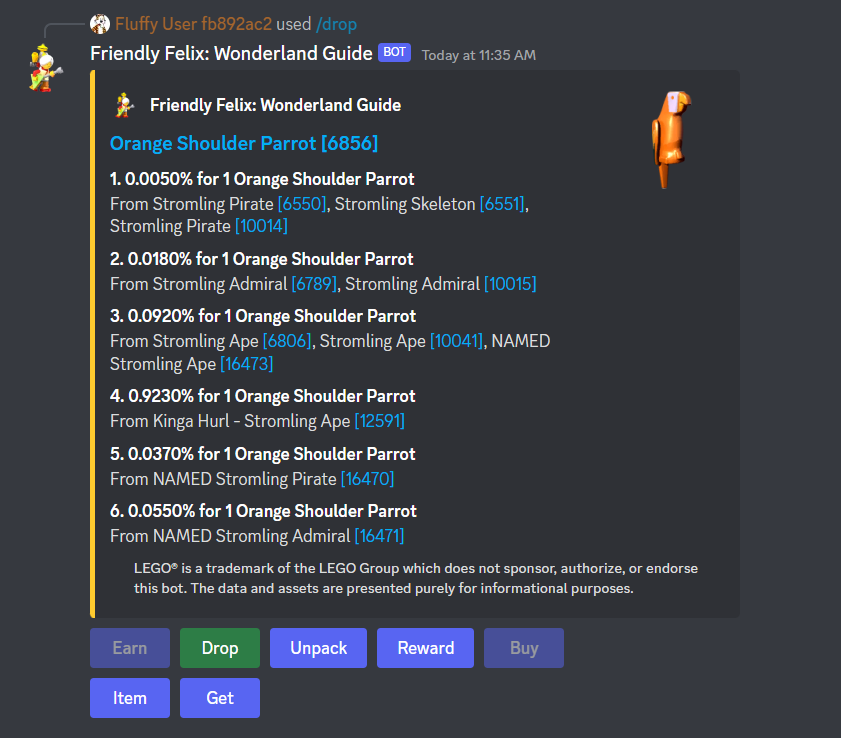 Fluffy User fb892ac2 used /drop
Friendly Felix: Wonderland Guide BOT Today at 11:35 AM
Friendly Felix: Wonderland Guide
Orange Shoulder Parrot [6856]
1. 0.0050% for 1 Orange Shoulder Parrot
From Stromling Pirate [6550], Stromling Skeleton [6551],
Stromling Pirate [10014]
2. 0.0180% for 1 Orange Shoulder Parrot
From Stromling Admiral [6789], Stromling Admiral [10015]
3. 0.0920% for 1 Orange Shoulder Parrot
From Stromling Ape [6806], Stromling Ape [10041], NAMED
Stromling Ape [16473]
4. 0.9230% for 1 Orange Shoulder Parrot
From Kinga Hurl - Stromling Ape [12591]
5. 0.0370% for 1 Orange Shoulder Parrot
From NAMED Stromling Pirate [16470]
6. 0.0550% for 1 Orange Shoulder Parrot
From NAMED Stromling Admiral [16471]
LEGO® is a trademark of the LEGO Group which does not sponsor, authorize, or endorse
this bot. The data and assets are presented purely for informational purposes.
Earn Drop Unpack Reward Buy
Item Get